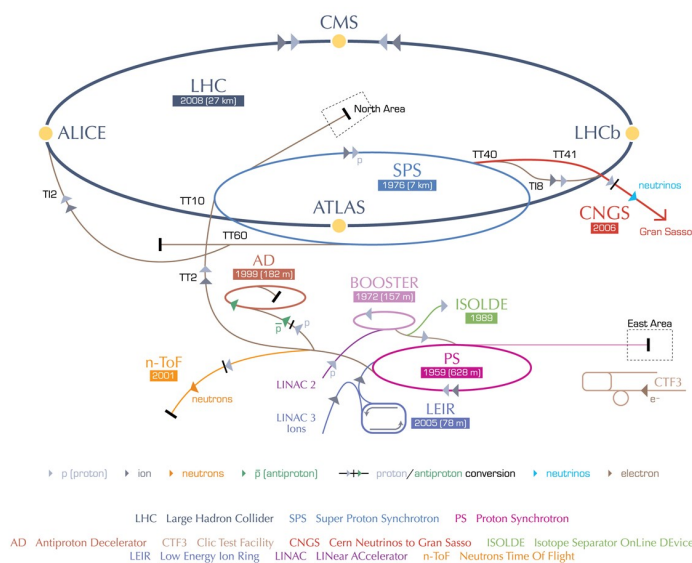 CMS
LHC
2008 (27 km)
North Area
ALICE
LHCb
p
TT40
TT41
SPS
1976 (7 km)
TI2
TI8
neutrinos
TT10
ATLAS
CNGS
2006
Gran Sasso
TT60
AD
1999 (182 m)
TT2
BOOSTER
1972 (157 m)
ISOLDE
1989
p̅
p
East Area
n-ToF
2001
PS
1959 (628 m)
p
LINAC 2
neutrons
CTF3
e–
LINAC 3
Ions
LEIR
2005 (78 m)
p (proton)
ion
neutrons
p̅ (antiproton)
proton/antiproton conversion
neutrinos
electron
LHC Large Hadron Collider SPS Super Proton Synchrotron PS Proton Synchrotron
AD Antiproton Decelerator CTF3 Clic Test Facility CNGS Cern Neutrinos to Gran Sasso ISOLDE Isotope Separator OnLine DEvice
LEIR Low Energy Ion Ring LINAC LINear ACcelerator n-ToF Neutrons Time Of Flight